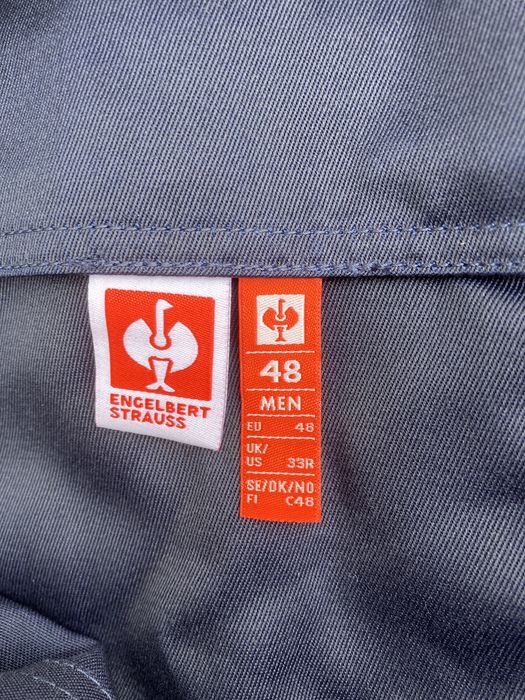 ENGELBERT
STRAUSS
48
MEN
EU 48
UK/
US 33R
SE/DK/NO
FI C48